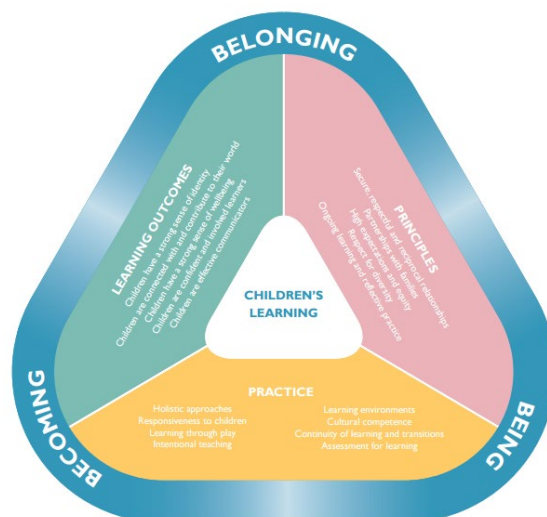 BELONGING
LEARNING OUTCOMES
Children have a strong sense of identity
Children are connected with and contribute to their world
Children have a strong sense of wellbeing
Children are confident and involved learners
Children are effective communicators
PRINCIPLES
Secure, respectful and reciprocal relationships
Partnerships with families
High expectations and equity
Respect for diversity
Ongoing learning and reflective practice
CHILDREN'S
LEARNING
PRACTICE
Holistic approaches
Responsiveness to children
Learning through play
Intentional teaching
Learning environments
Cultural competence
Continuity of learning and transitions
Assessment for learning
BECOMING
BEING